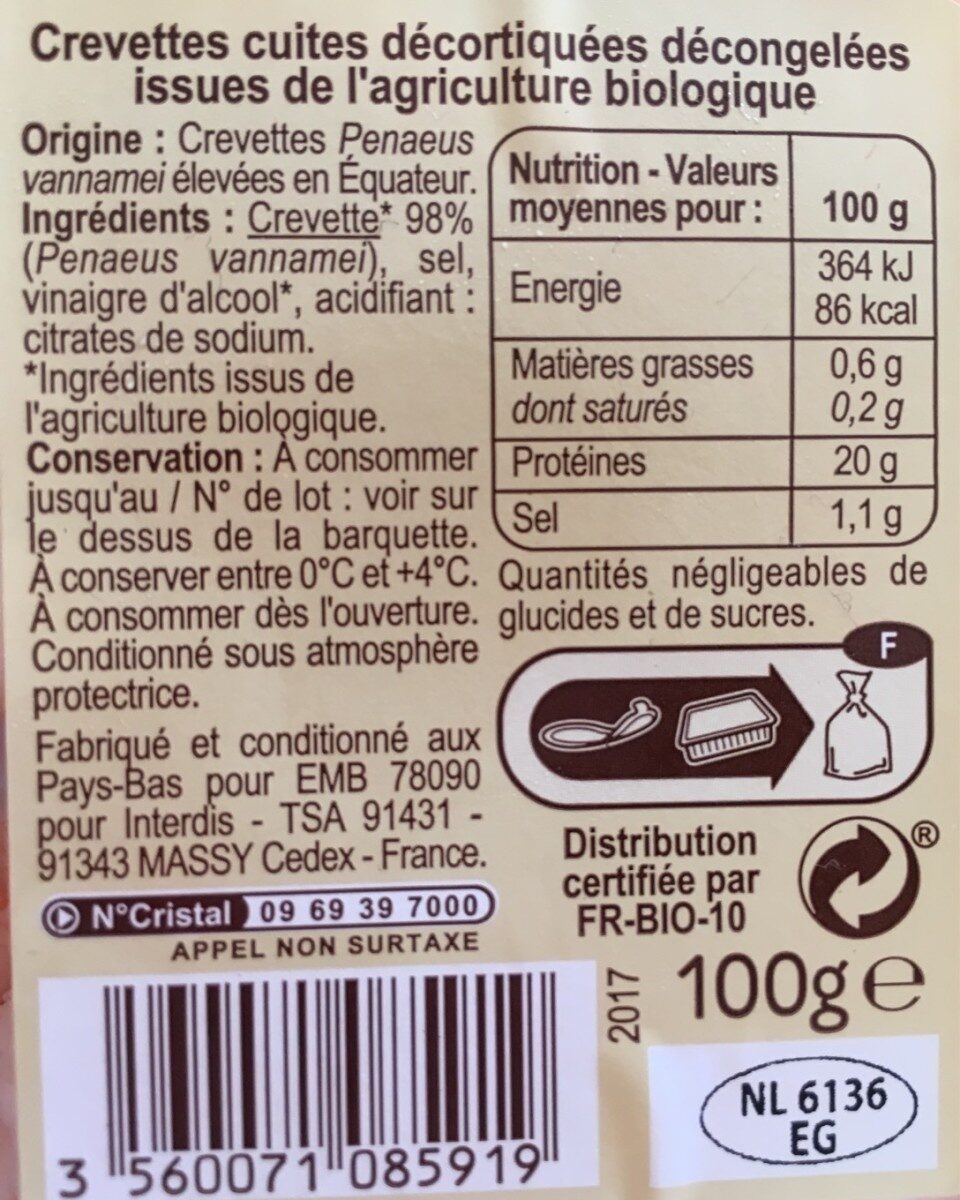 Crevettes cuites décortiquées décongelées
issues de l'agriculture biologique
Origine : Crevettes Penaeus
vannamei élevées en Équateur.
Ingrédients : Crevette* 98%
(Penaeus vannamei), sel,
vinaigre d'alcool*, acidifiant :
citrates de sodium.
*Ingrédients issus de
l'agriculture biologique.
Conservation : À consommer
jusqu'au / N° de lot : voir sur
le dessus de la barquette.
À conserver entre 0°C et +4°C.
À consommer dès l'ouverture.
Conditionné sous atmosphère
protectrice.
Fabriqué et conditionné aux
Pays-Bas pour EMB 78090
pour Interdis - TSA 91431 -
91343 MASSY Cedex - France.
N°Cristal 09 69 39 7000
APPEL NON SURTAXE
3 560071 085919
Nutrition - Valeurs
moyennes pour : 100 g
Energie 364 kJ
86 kcal
Matières grasses 0,6 g
dont saturés 0,2 g
Protéines 20 g
Sel 1,1 g
Quantités négligeables de
glucides et de sucres.
F
Distribution
certifiée par
FR-BIO-10
®
2017
100g e
NL 6136
EG